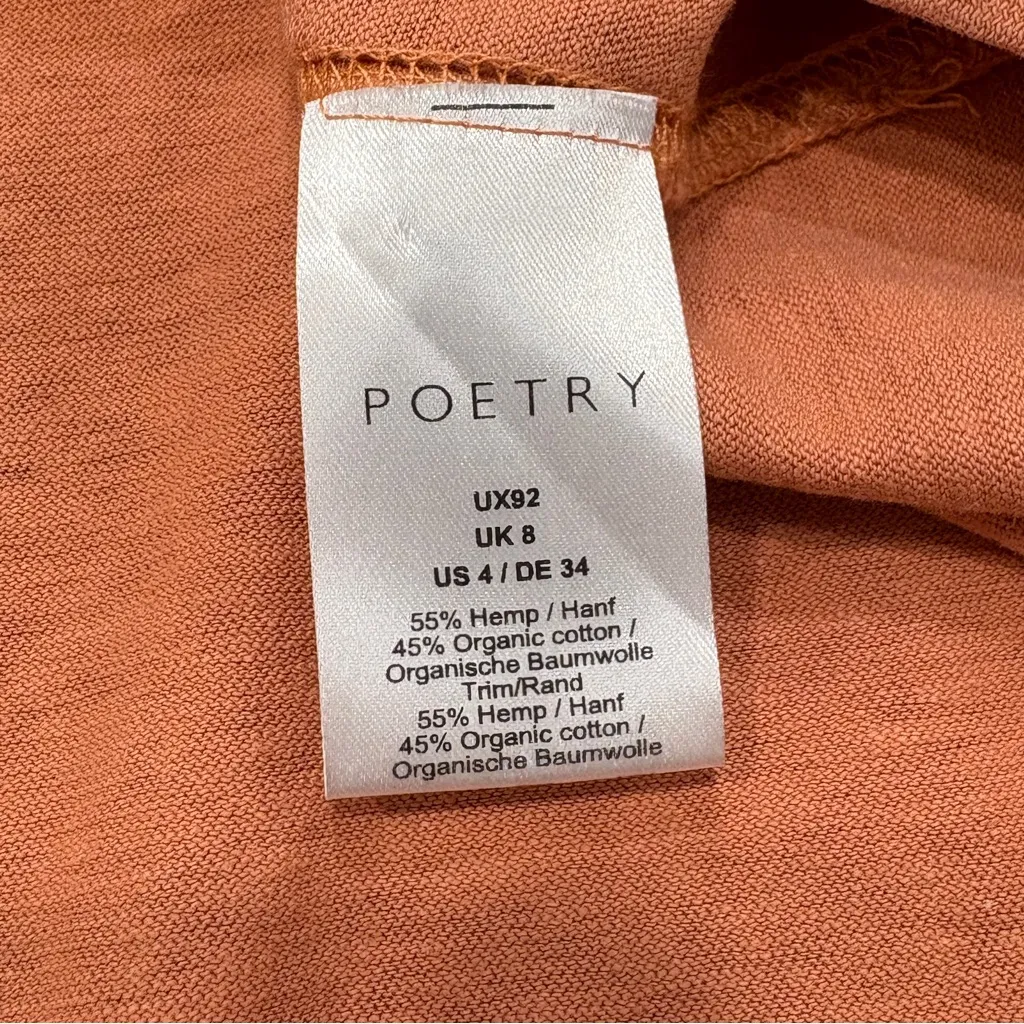 POETRY
UX92
UK 8
US 4 / DE 34
55% Hemp / Hanf
45% Organic cotton /
Organische Baumwolle
Trim/Rand
55% Hemp / Hanf
45% Organic cotton /
Organische Baumwolle